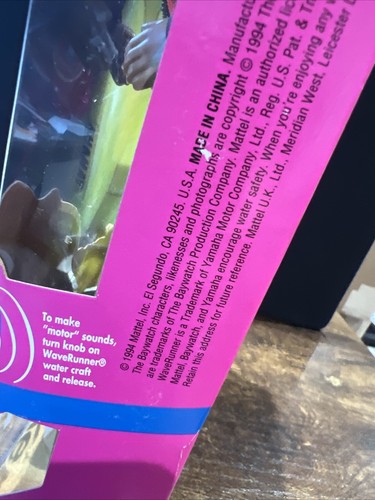 © 1994 Mattel, Inc. El Segundo, CA 90245, U.S.A. MADE IN CHINA. Manufactu
The Baywatch characters, likenesses and photographs are copyright © 1994 Th
are trademarks of The Baywatch Production Company. Mattel is an authorized lic
WaveRunner is a Trademark of Yamaha Motor Company, Ltd., Reg. U.S. Pat. & Tr
Mattel, Baywatch, and Yamaha encourage water safety. When you're enjoying any w
Retain this address for future reference. Mattel U.K., Ltd., Meridian West, Leicester
To make
"motor" sounds,
turn knob on
WaveRunner®
water craft
and release.